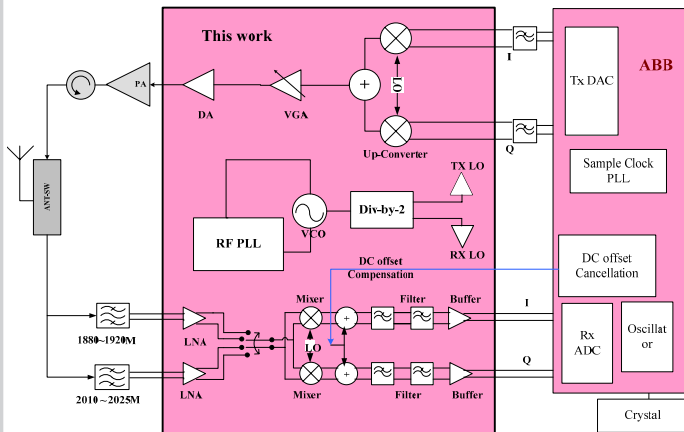 This work
ABB
PA
DA
VGA
+
LO
I
Q
Up-Converter
Tx DAC
Sample Clock
PLL
ANT-SW
TX LO
RF PLL
VCO
Div-by-2
RX LO
DC offset
Compensation
DC offset
Cancellation
Mixer
Filter
Buffer
I
+
LNA
LO
1880~1920M
Rx
ADC
Oscillat
or
Q
+
LNA
Mixer
Filter
Buffer
2010~2025M
Crystal